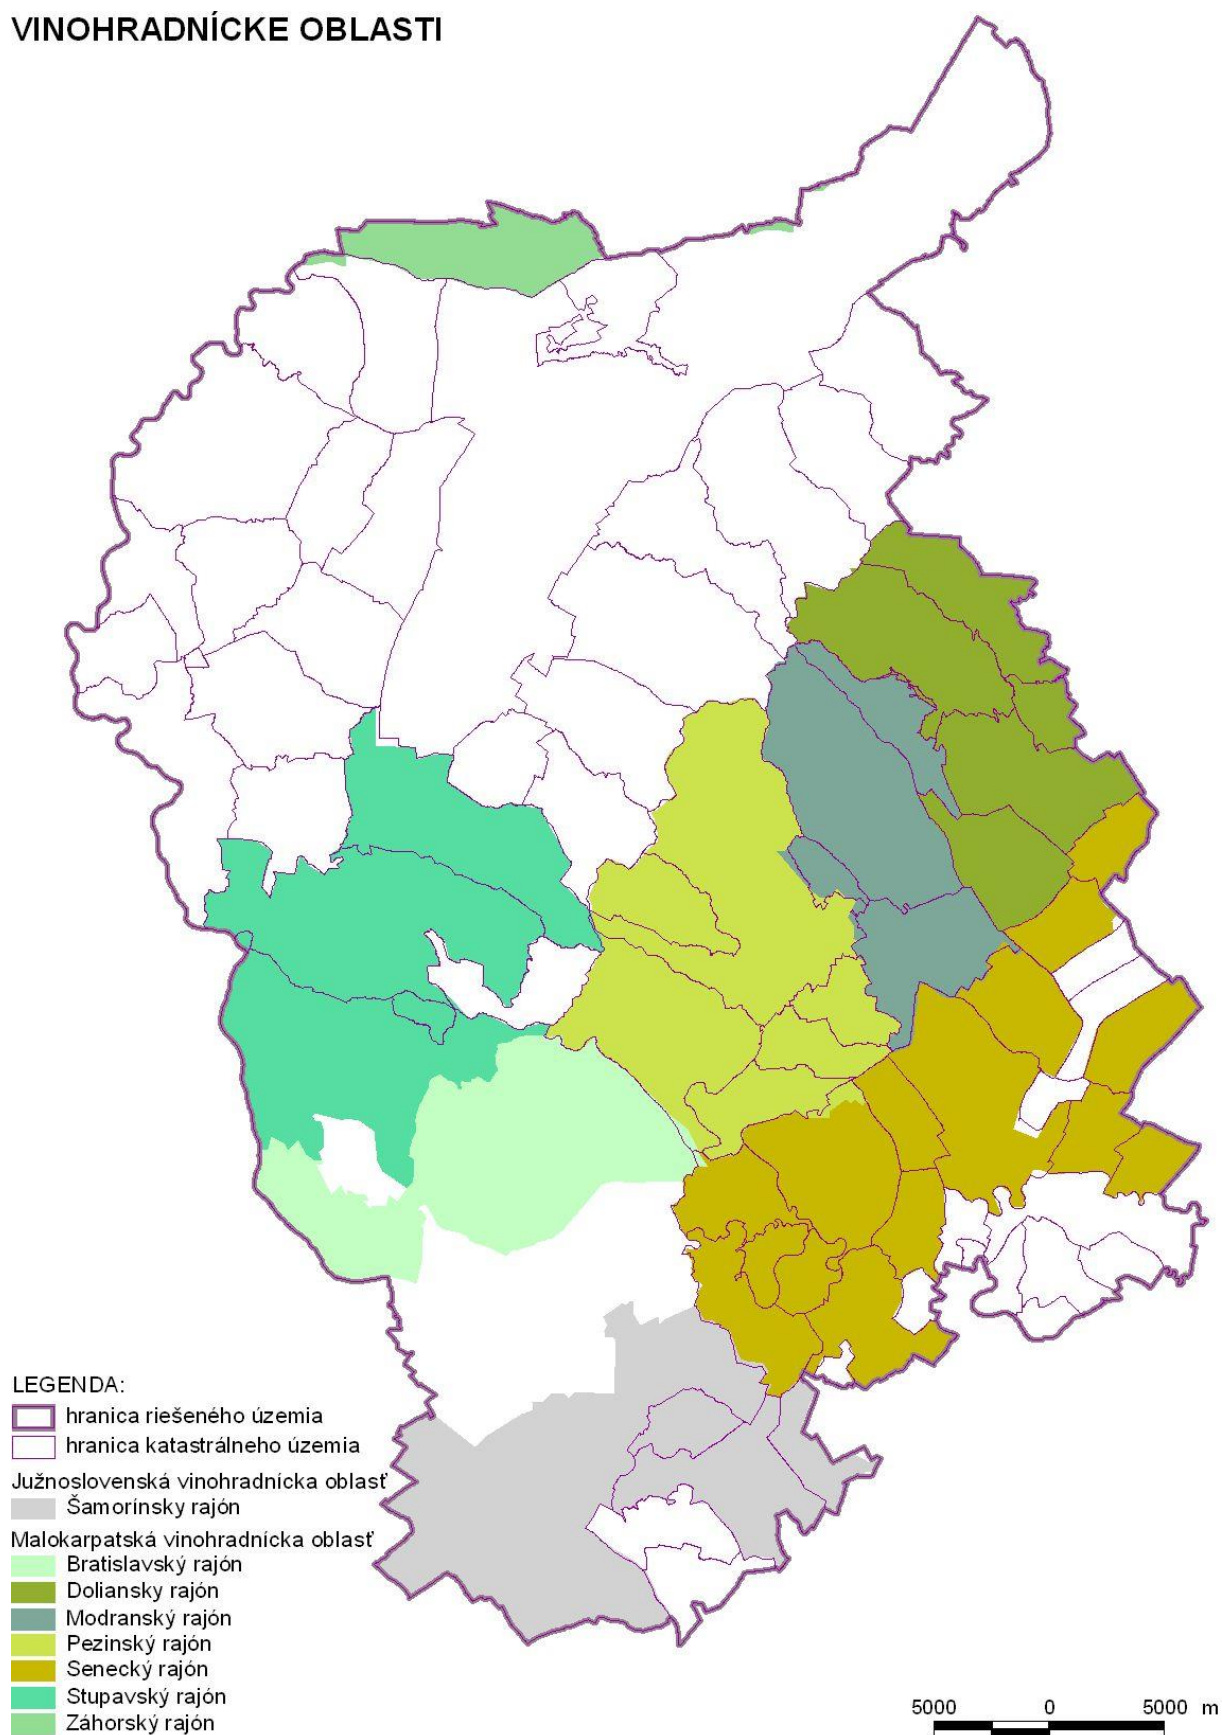 VINOHRADNÍCKE OBLASTI
LEGENDA:
hranica riešeného územia
hranica katastrálneho územia
Južnoslovenská vinohradnícka oblasť
Šamorínsky rajón
Malokarpatská vinohradnícka oblasť
Bratislavský rajón
Doliansky rajón
Modranský rajón
Pezinský rajón
Senecký rajón
Stupavský rajón
Záhorský rajón
5000 0 5000 m